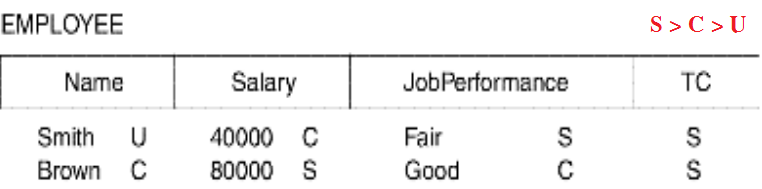 EMPLOYEE S > C > U
Name Salary JobPerformance TC
Smith U 40000 C Fair S S
Brown C 80000 S Good C S